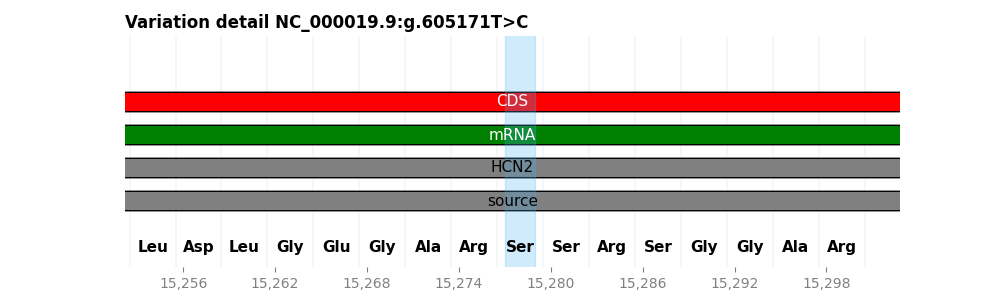 Variation detail NC_000019.9:g.605171T>C
CDS
mRNA
HCN2
source
Leu Asp Leu Gly Glu Gly Ala Arg Ser Ser Arg Ser Gly Gly Ala Arg
15,256 15,262 15,268 15,274 15,280 15,286 15,292 15,298